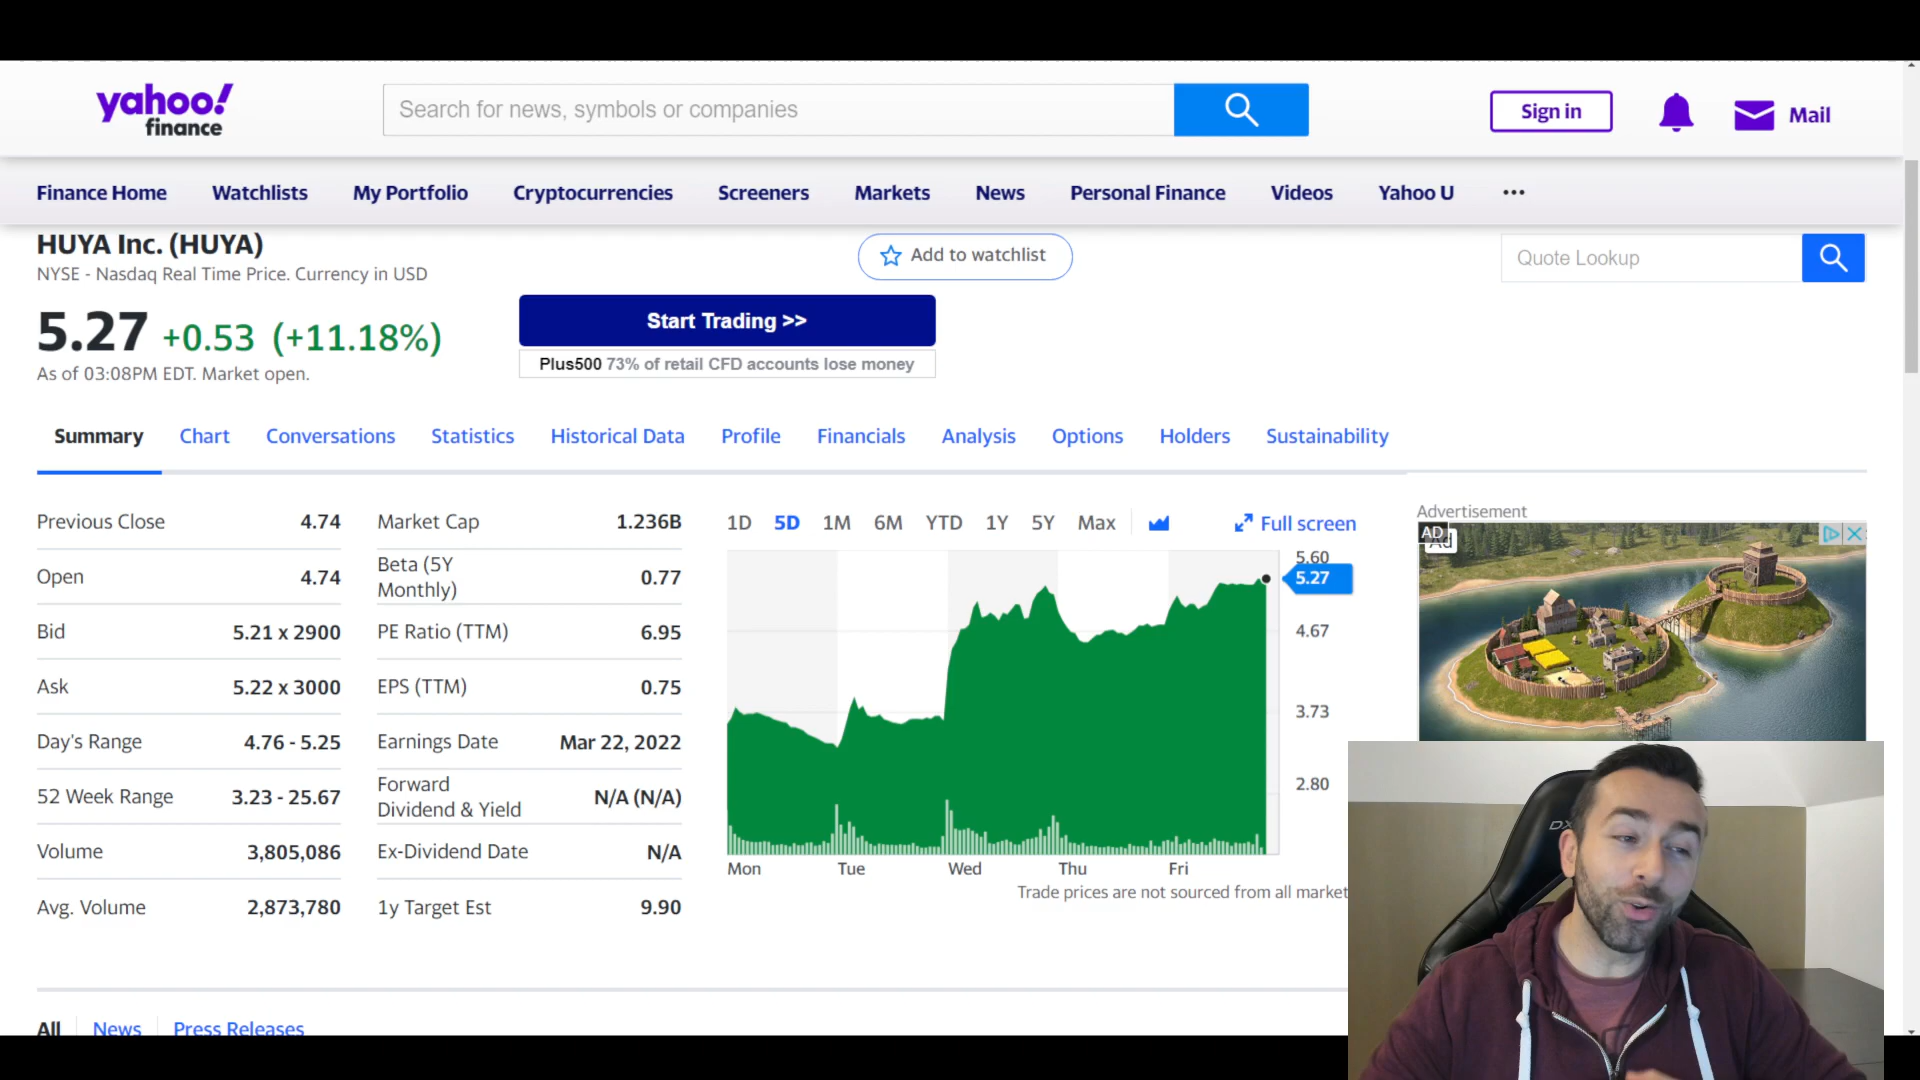 yahoo!
finance
Search for news, symbols or companies
Sign in
Mail
Finance Home Watchlists My Portfolio Cryptocurrencies Screeners Markets News Personal Finance Videos Yahoo U ...
HUYA Inc. (HUYA)
NYSE - Nasdaq Real Time Price. Currency in USD
Add to watchlist
Quote Lookup
5.27 +0.53 (+11.18%)
As of 03:08PM EDT. Market open.
Start Trading >>
Plus500 73% of retail CFD accounts lose money
Summary Chart Conversations Statistics Historical Data Profile Financials Analysis Options Holders Sustainability
Previous Close 4.74
Open 4.74
Bid 5.21 x 2900
Ask 5.22 x 3000
Day's Range 4.76 - 5.25
52 Week Range 3.23 - 25.67
Volume 3,805,086
Avg. Volume 2,873,780
Market Cap 1.236B
Beta (5Y
Monthly) 0.77
PE Ratio (TTM) 6.95
EPS (TTM) 0.75
Earnings Date Mar 22, 2022
Forward
Dividend & Yield N/A (N/A)
Ex-Dividend Date N/A
1y Target Est 9.90
1D 5D 1M 6M YTD 1Y 5Y Max Full screen
5.60
5.27
4.67
3.73
2.80
Mon Tue Wed Thu Fri
Trade prices are not sourced from all market
Advertisement
AD
Ad
DX
All News Press Releases